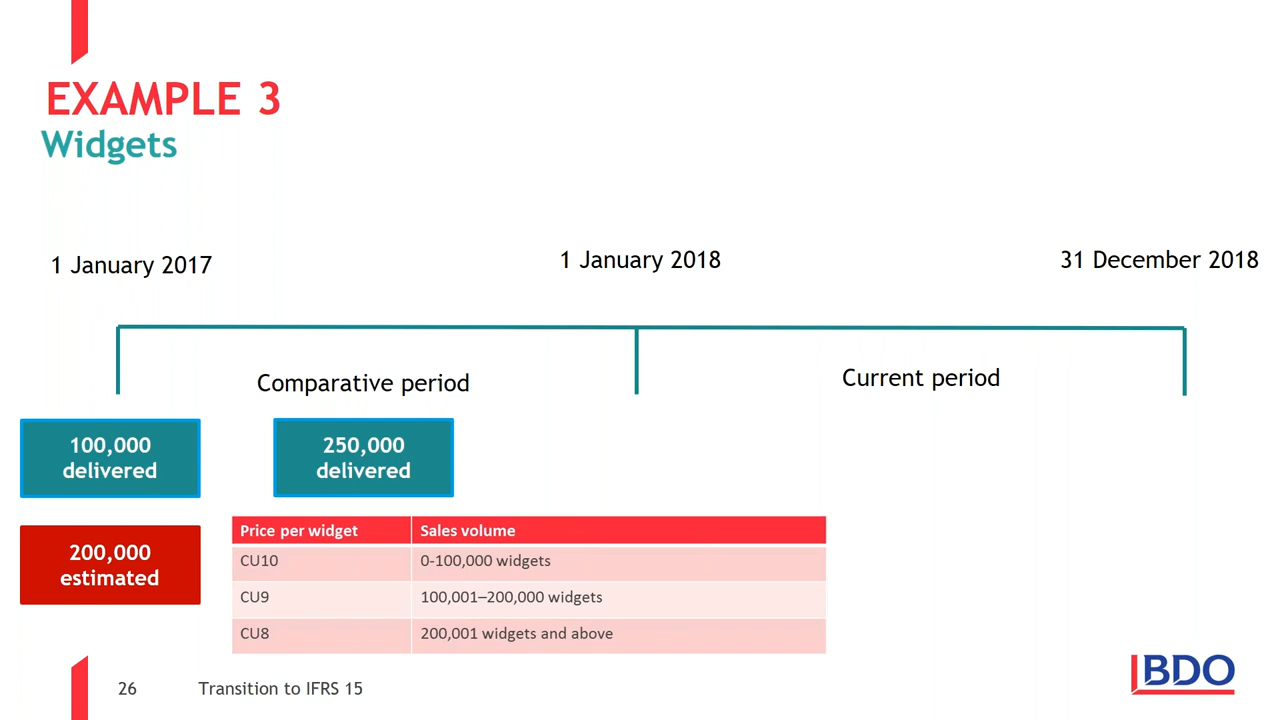 EXAMPLE 3
Widgets
1 January 2017
1 January 2018
31 December 2018
Comparative period
Current period
100,000
delivered
250,000
delivered
200,000
estimated
Price per widget Sales volume
CU10 0-100,000 widgets
CU9 100,001–200,000 widgets
CU8 200,001 widgets and above
26 Transition to IFRS 15
BDO